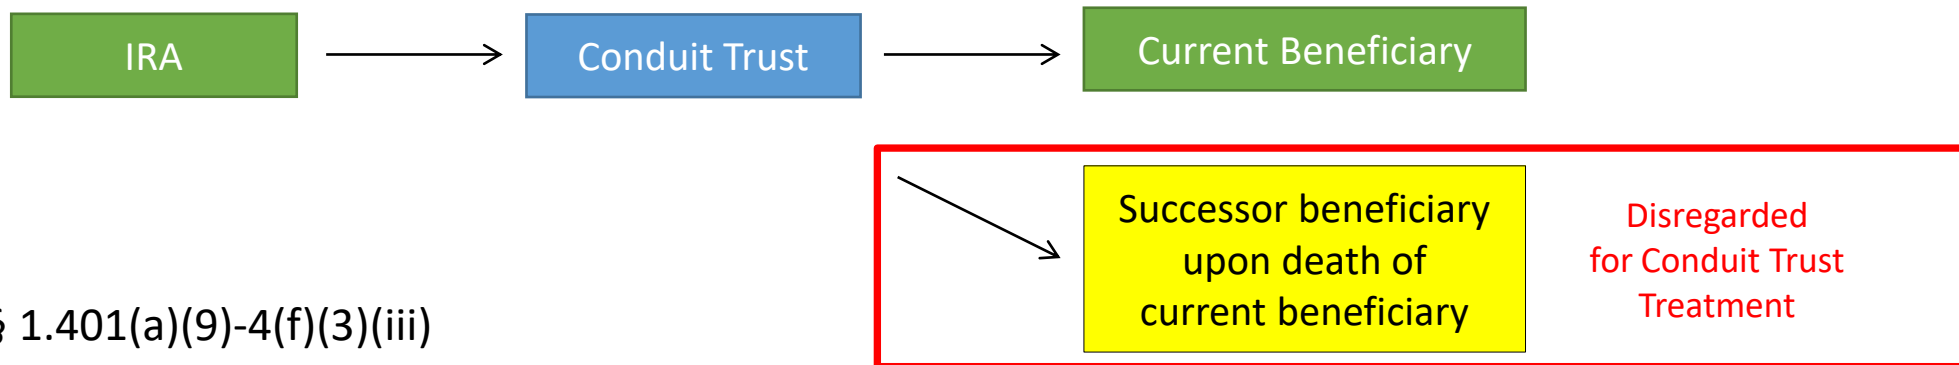 IRA
Conduit Trust
Current Beneficiary
Successor beneficiary
upon death of
current beneficiary
Disregarded
for Conduit Trust
Treatment
§ 1.401(a)(9)-4(f)(3)(iii)